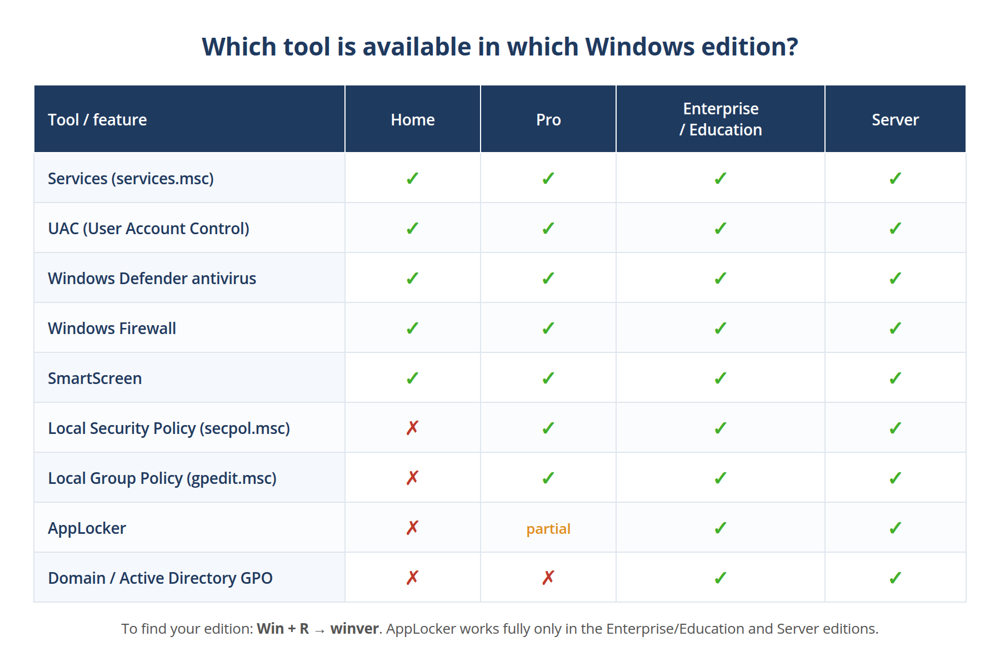 Which tool is available in which Windows edition?
Tool / feature Home Pro Enterprise / Education Server
Services (services.msc) ✓ ✓ ✓ ✓
UAC (User Account Control) ✓ ✓ ✓ ✓
Windows Defender antivirus ✓ ✓ ✓ ✓
Windows Firewall ✓ ✓ ✓ ✓
SmartScreen ✓ ✓ ✓ ✓
Local Security Policy (secpol.msc) ✗ ✓ ✓ ✓
Local Group Policy (gpedit.msc) ✗ ✓ ✓ ✓
AppLocker ✗ partial ✓ ✓
Domain / Active Directory GPO ✗ ✗ ✓ ✓
To find your edition: Win + R → winver. AppLocker works fully only in the Enterprise/Education and Server editions.